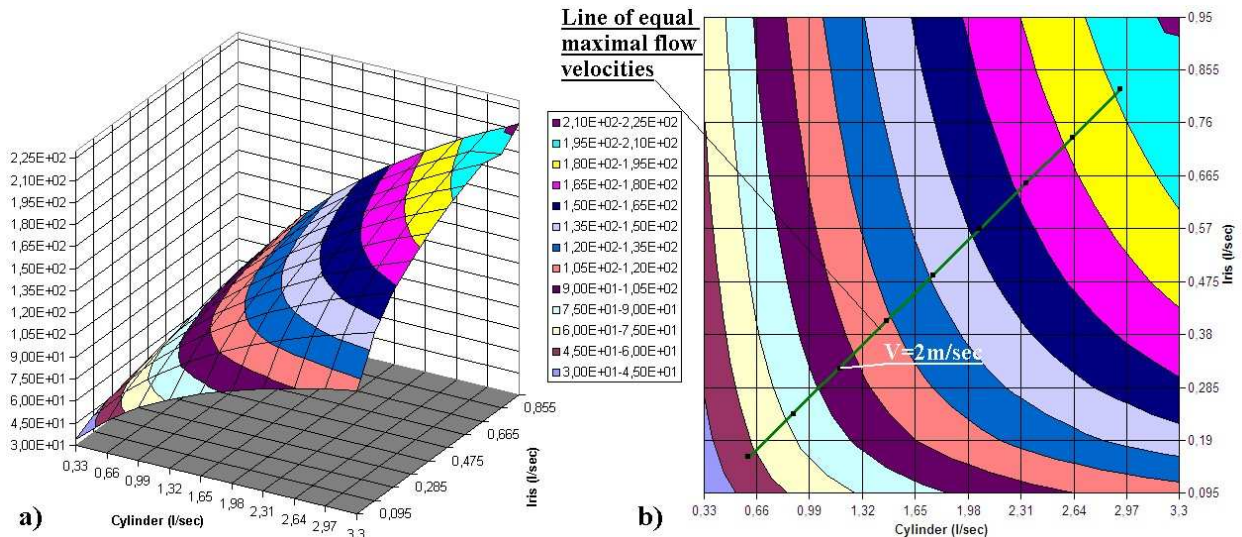 2,25E+02
2,10E+02
1,95E+02
1,80E+02
1,65E+02
1,50E+02
1,35E+02
1,20E+02
1,05E+02
9,00E+01
7,50E+01
6,00E+01
4,50E+01
3,00E+01
0,33
0,66
0,99
1,32
1,65
1,98
2,31
2,64
2,97
3,3
Cylinder (l/sec)
0,095
0,285
0,475
0,665
0,855
Iris (l/sec)
a)
2,10E+02-2,25E+02
1,95E+02-2,10E+02
1,80E+02-1,95E+02
1,65E+02-1,80E+02
1,50E+02-1,65E+02
1,35E+02-1,50E+02
1,20E+02-1,35E+02
1,05E+02-1,20E+02
9,00E+01-1,05E+02
7,50E+01-9,00E+01
6,00E+01-7,50E+01
4,50E+01-6,00E+01
3,00E+01-4,50E+01
Line of equal
maximal flow
velocities
b)
V=2m/sec
0.95
0.855
0.76
0.665
0.57
0.475
0.38
0.285
0.19
0.095
Iris (l/sec)
0.33 0.66 0.99 1.32 1.65 1.98 2.31 2.64 2.97 3.3
Cylinder (l/sec)